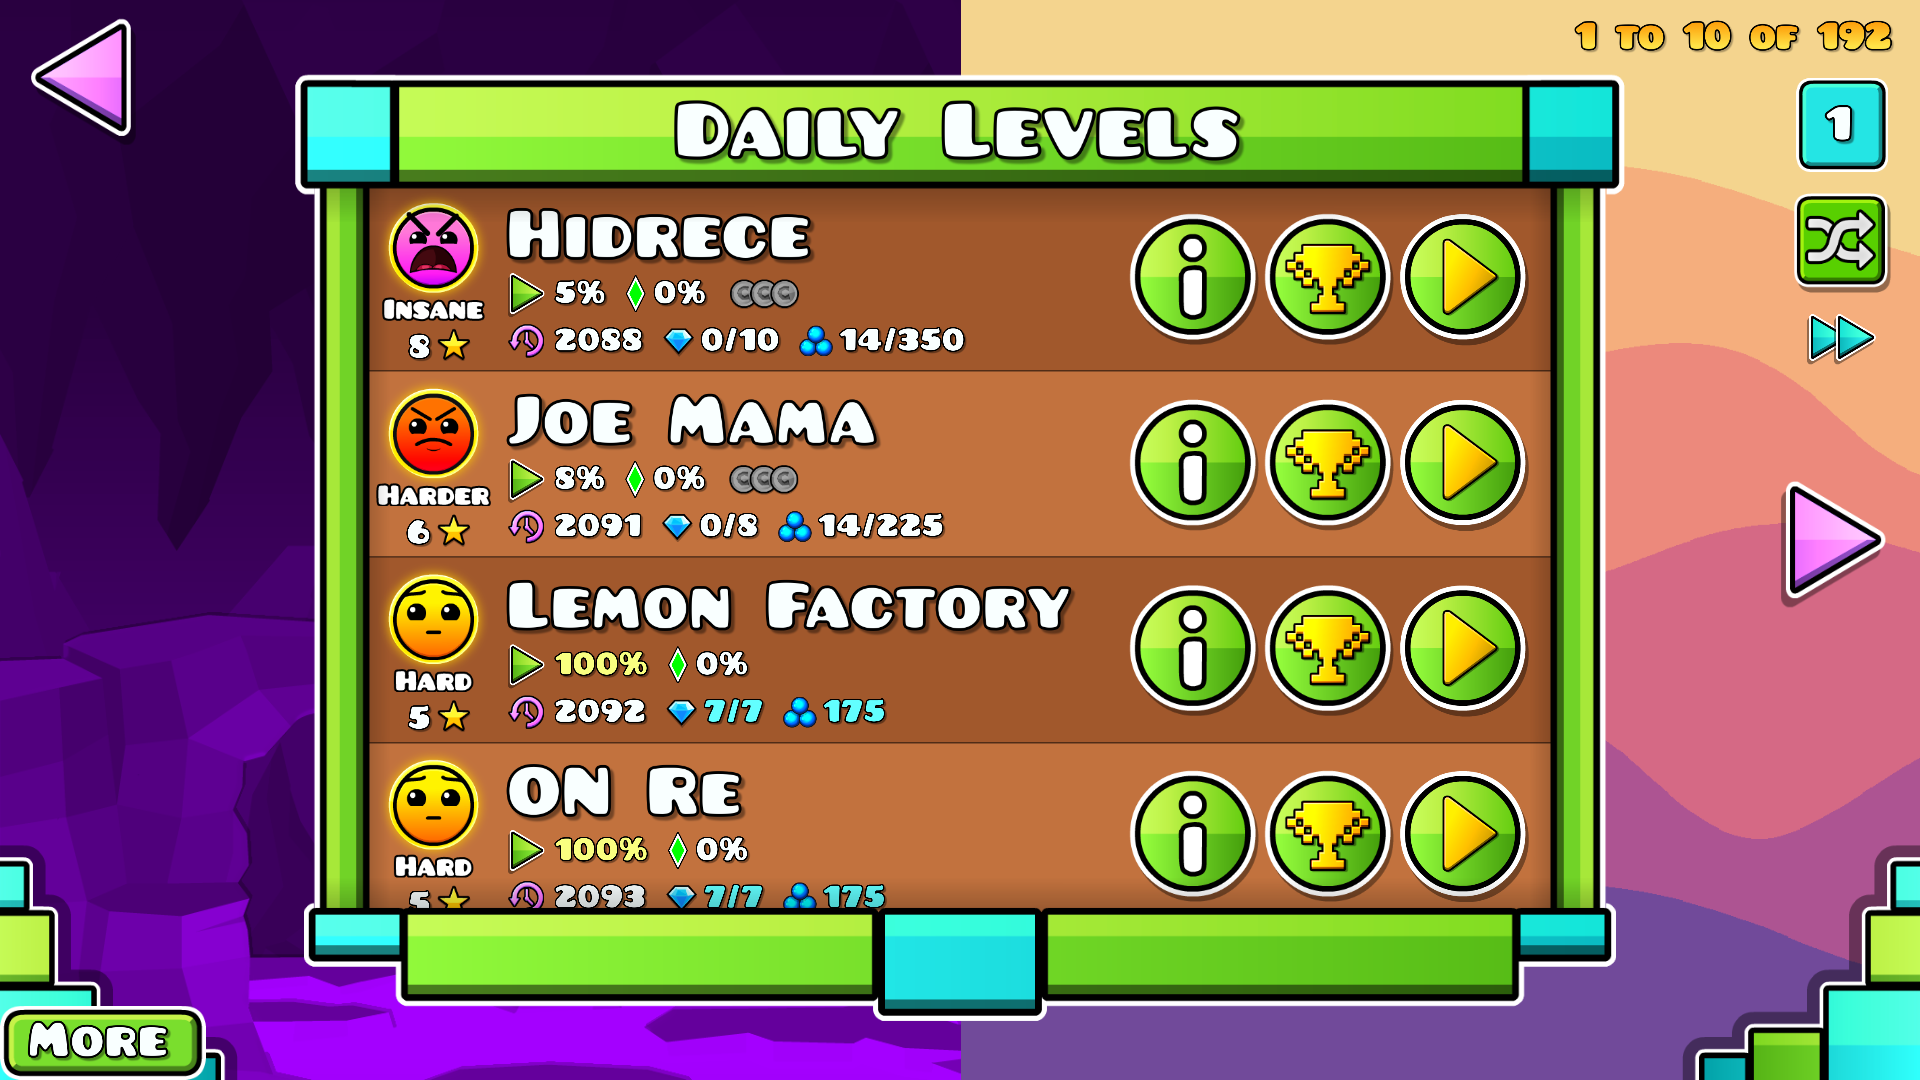 1 TO 10 OF 192
1
DAILY LEVELS
HIDRECE
5% 0%
INSANE
8
2088 0/10 14/350
JOE MAMA
8% 0%
HARDER
6
2091 0/8 14/225
LEMON FACTORY
100% 0%
HARD
5
2092 7/7 175
ON RE
100% 0%
HARD
5
2093 7/7 175
MORE